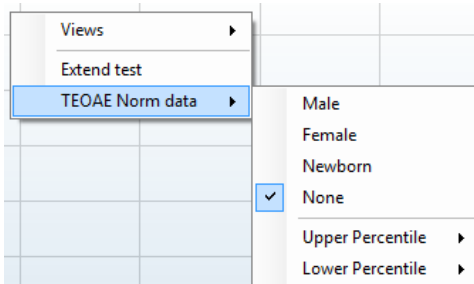 Views
Extend test
TEOAE Norm data
Male
Female
Newborn
None
Upper Percentile
Lower Percentile